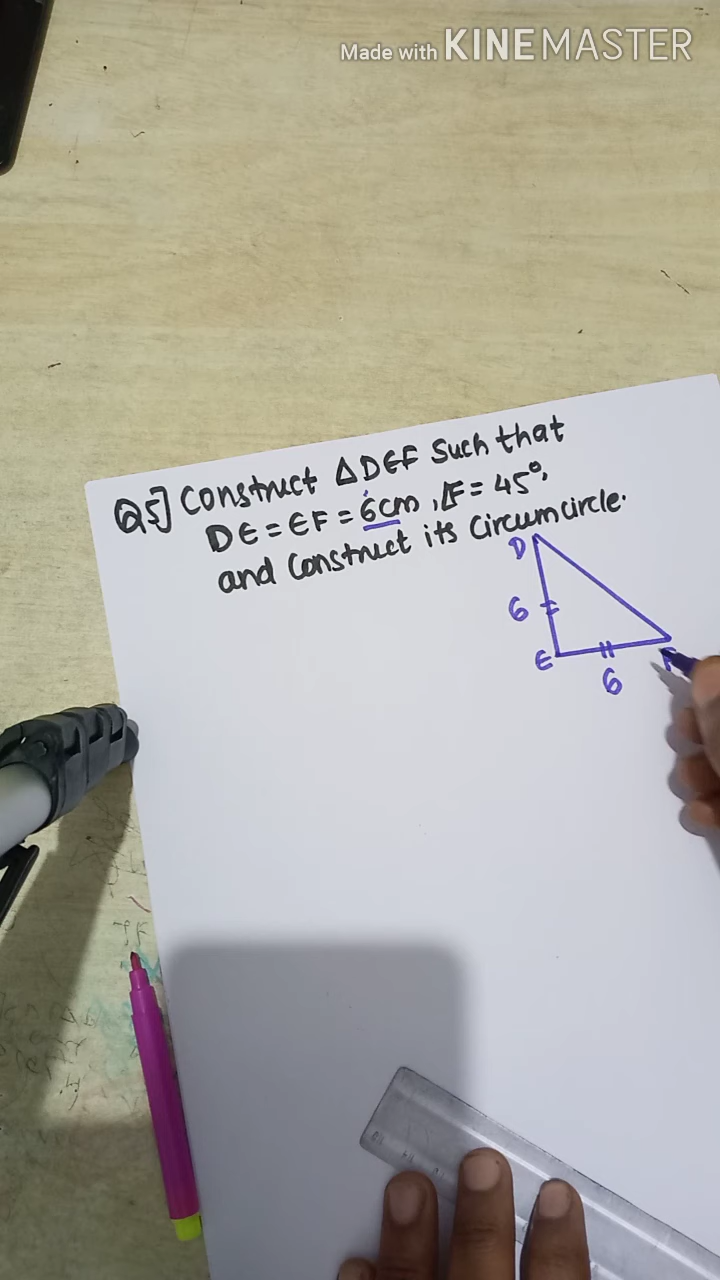 Made with KINEMASTER
Q5] Construct ΔDEF such that
DE = EF = 6cm, ∠F = 45°,
and construct its circumcircle.
D
6
E
6